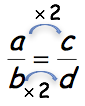 ×2
a/b = c/d
×2